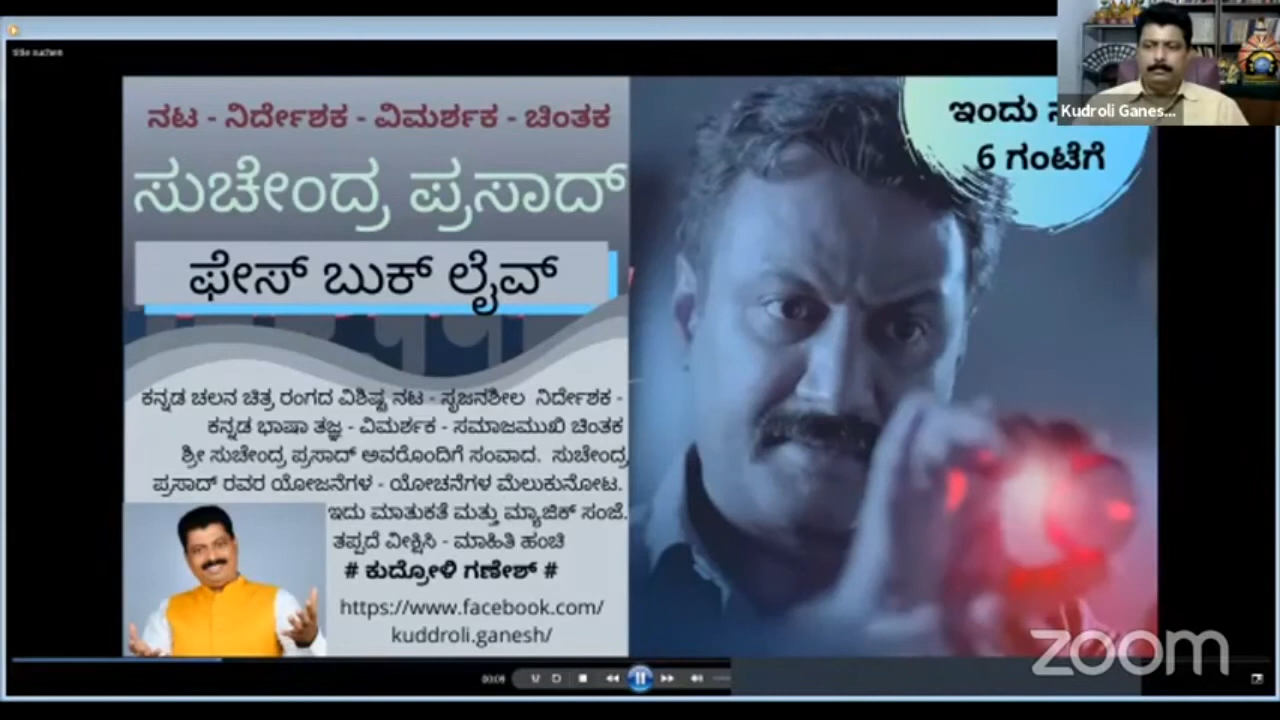 title suchen
Kudroli Ganes...
ನಟ - ನಿರ್ದೇಶಕ - ವಿಮರ್ಶಕ - ಚಿಂತಕ
ಸುಚೇಂದ್ರ ಪ್ರಸಾದ್
ಫೇಸ್ ಬುಕ್ ಲೈವ್
ಇಂದು
6 ಗಂಟೆಗೆ
ಕನ್ನಡ ಚಲನ ಚಿತ್ರ ರಂಗದ ವಿಶಿಷ್ಟ ನಟ - ಸೃಜನಶೀಲ ನಿರ್ದೇಶಕ -
ಕನ್ನಡ ಭಾಷಾ ತಜ್ಞ - ವಿಮರ್ಶಕ - ಸಮಾಜಮುಖಿ ಚಿಂತಕ
ಶ್ರೀ ಸುಚೇಂದ್ರ ಪ್ರಸಾದ್ ಅವರೊಂದಿಗೆ ಸಂವಾದ. ಸುಚೇಂದ್ರ
ಪ್ರಸಾದ್ ರವರ ಯೋಜನೆಗಳ - ಯೋಚನೆಗಳ ಮೆಲುಕುನೋಟ.
ಇದು ಮಾತುಕತೆ ಮತ್ತು ಮ್ಯಾಜಿಕ್ ಸಂಜೆ.
ತಪ್ಪದೆ ವೀಕ್ಷಿಸಿ - ಮಾಹಿತಿ ಹಂಚಿ
# ಕುದ್ರೋಳಿ ಗಣೇಶ್ #
https://www.facebook.com/
kuddroli.ganesh/
zoom